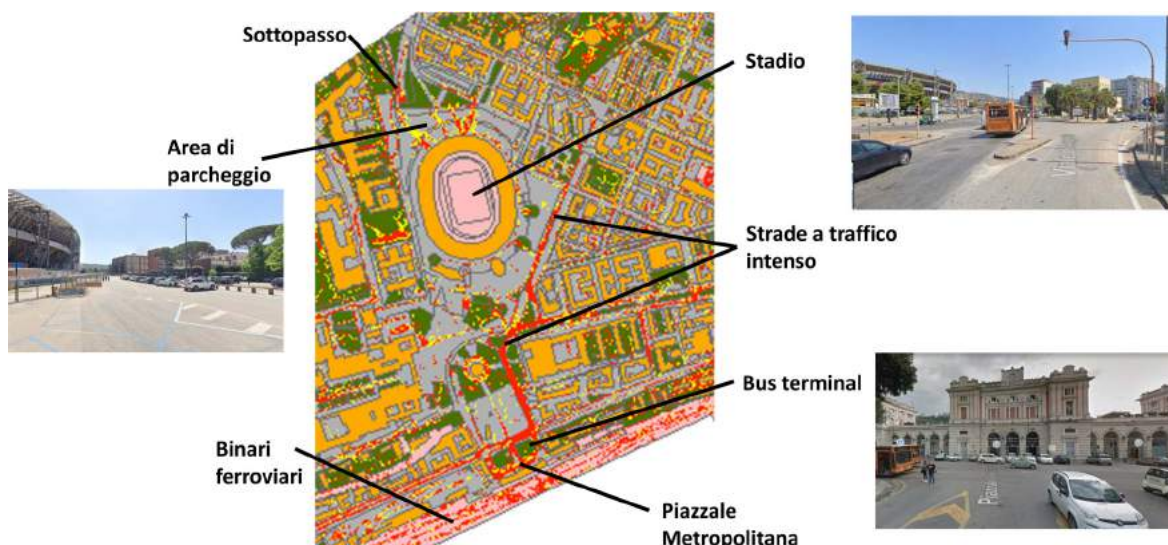 Sottopasso
Stadio
Area di
parcheggio
Strade a traffico
intenso
Bus terminal
Binari
ferroviari
Piazzale
Metropolitana